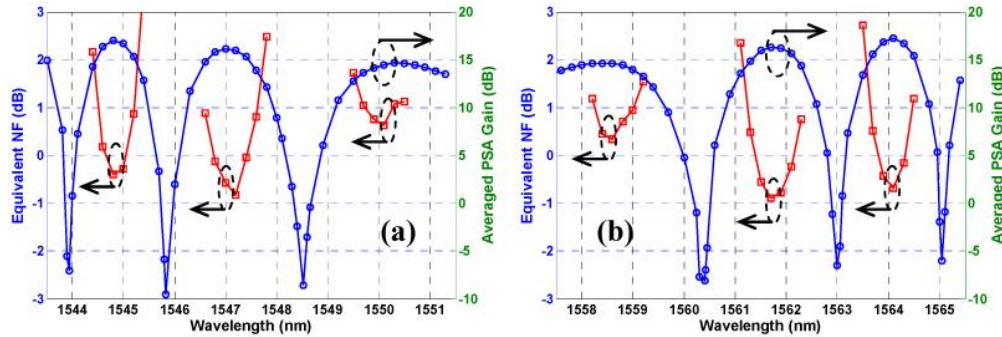 3 2 1 0 -1 -2 -3
Equivalent NF (dB)
20 15 10 5 0 -5 -10
Averaged PSA Gain (dB)
(a)
1544 1545 1546 1547 1548 1549 1550 1551
Wavelength (nm)
3 2 1 0 -1 -2 -3
Equivalent NF (dB)
20 15 10 5 0 -5 -10
Averaged PSA Gain (dB)
(b)
1558 1559 1560 1561 1562 1563 1564 1565
Wavelength (nm)